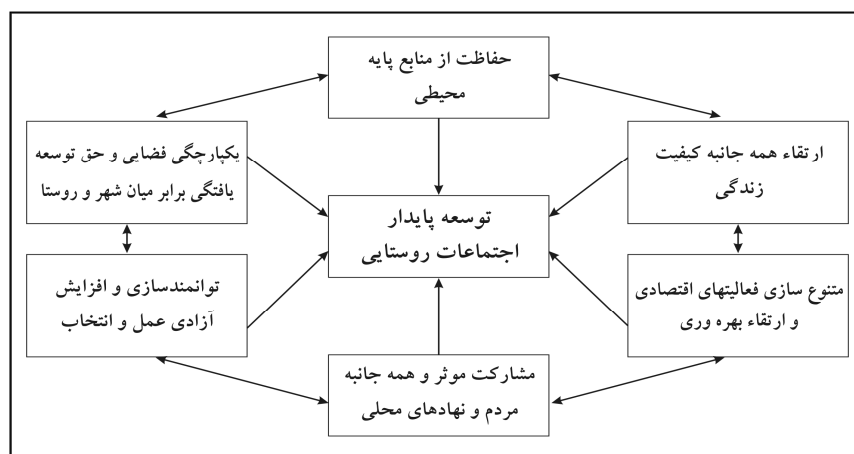 حفاظت از منابع پایه
محیطی
ارتقاء همه جانبه کیفیت
زندگی
یکپارچگی فضایی و حق توسعه
یافتگی برابر میان شهر و روستا
توسعه پایدار
اجتماعات روستایی
متنوع سازی فعالیتهای اقتصادی
و ارتقاء بهره وری
توانمندسازی و افزایش
آزادی عمل و انتخاب
مشارکت موثر و همه جانبه
مردم و نهادهای محلی